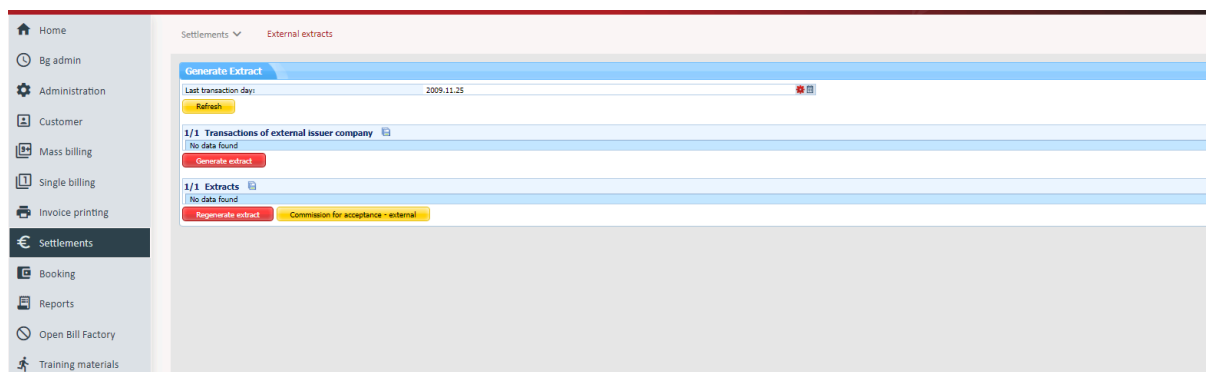 Home
Bg admin
Administration
Customer
Mass billing
Single billing
Invoice printing
Settlements
Booking
Reports
Open Bill Factory
Training materials
Settlements External extracts
Generate Extract
Last transaction day: 2009.11.25
Refresh
1/1 Transactions of external issuer company
No data found
Generate extract
1/1 Extracts
No data found
Regenerate extract Commission for acceptance - external